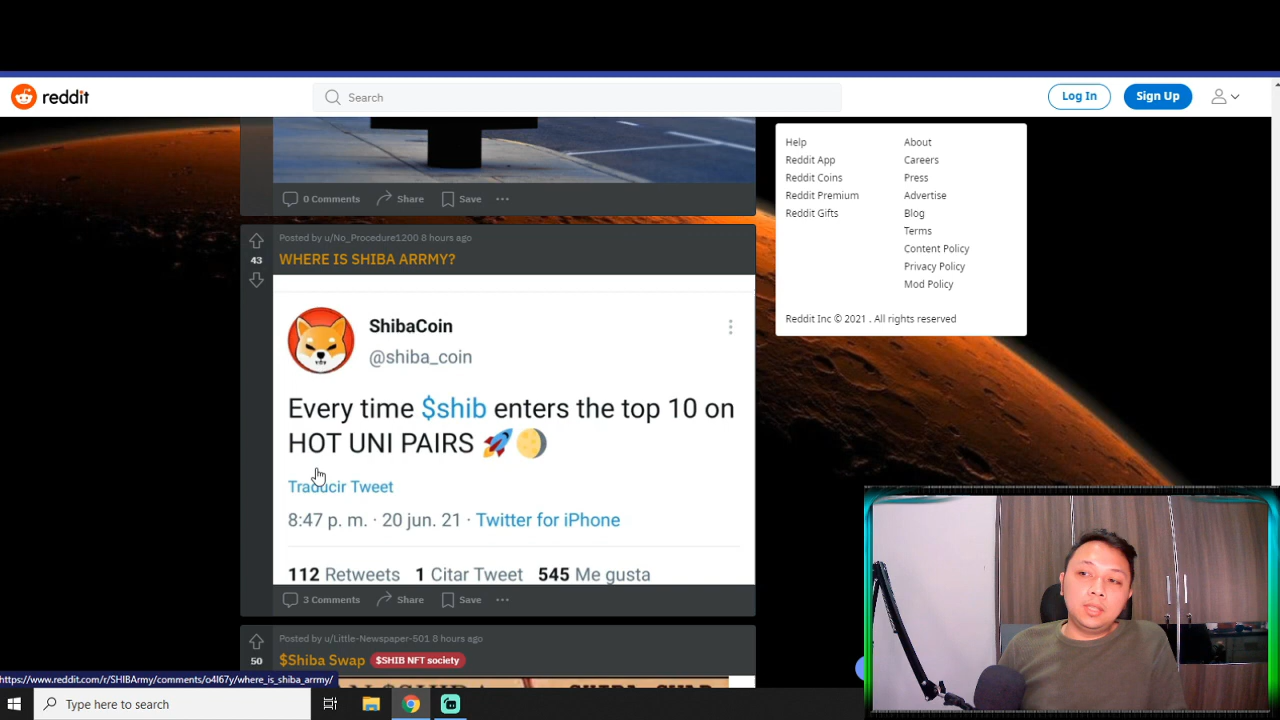 reddit
Search
Log In
Sign Up
0 Comments
Share
Save
Help
Reddit App
Reddit Coins
Reddit Premium
Reddit Gifts
About
Careers
Press
Advertise
Blog
Terms
Content Policy
Privacy Policy
Mod Policy
Reddit Inc © 2021 . All rights reserved
Posted by u/No_Procedure1200 8 hours ago
43
WHERE IS SHIBA ARRMY?
ShibaCoin
@shiba_coin
Every time $shib enters the top 10 on
HOT UNI PAIRS 🚀🌖
Traducir Tweet
8:47 p. m. · 20 jun. 21 · Twitter for iPhone
112 Retweets 1 Citar Tweet 545 Me gusta
3 Comments
Share
Save
Posted by u/Little-Newspaper-501 8 hours ago
50
$Shiba Swap
$SHIB NFT society
https://www.reddit.com/r/SHIBArmy/comments/o4l67y/where_is_shiba_arrmy/
Type here to search